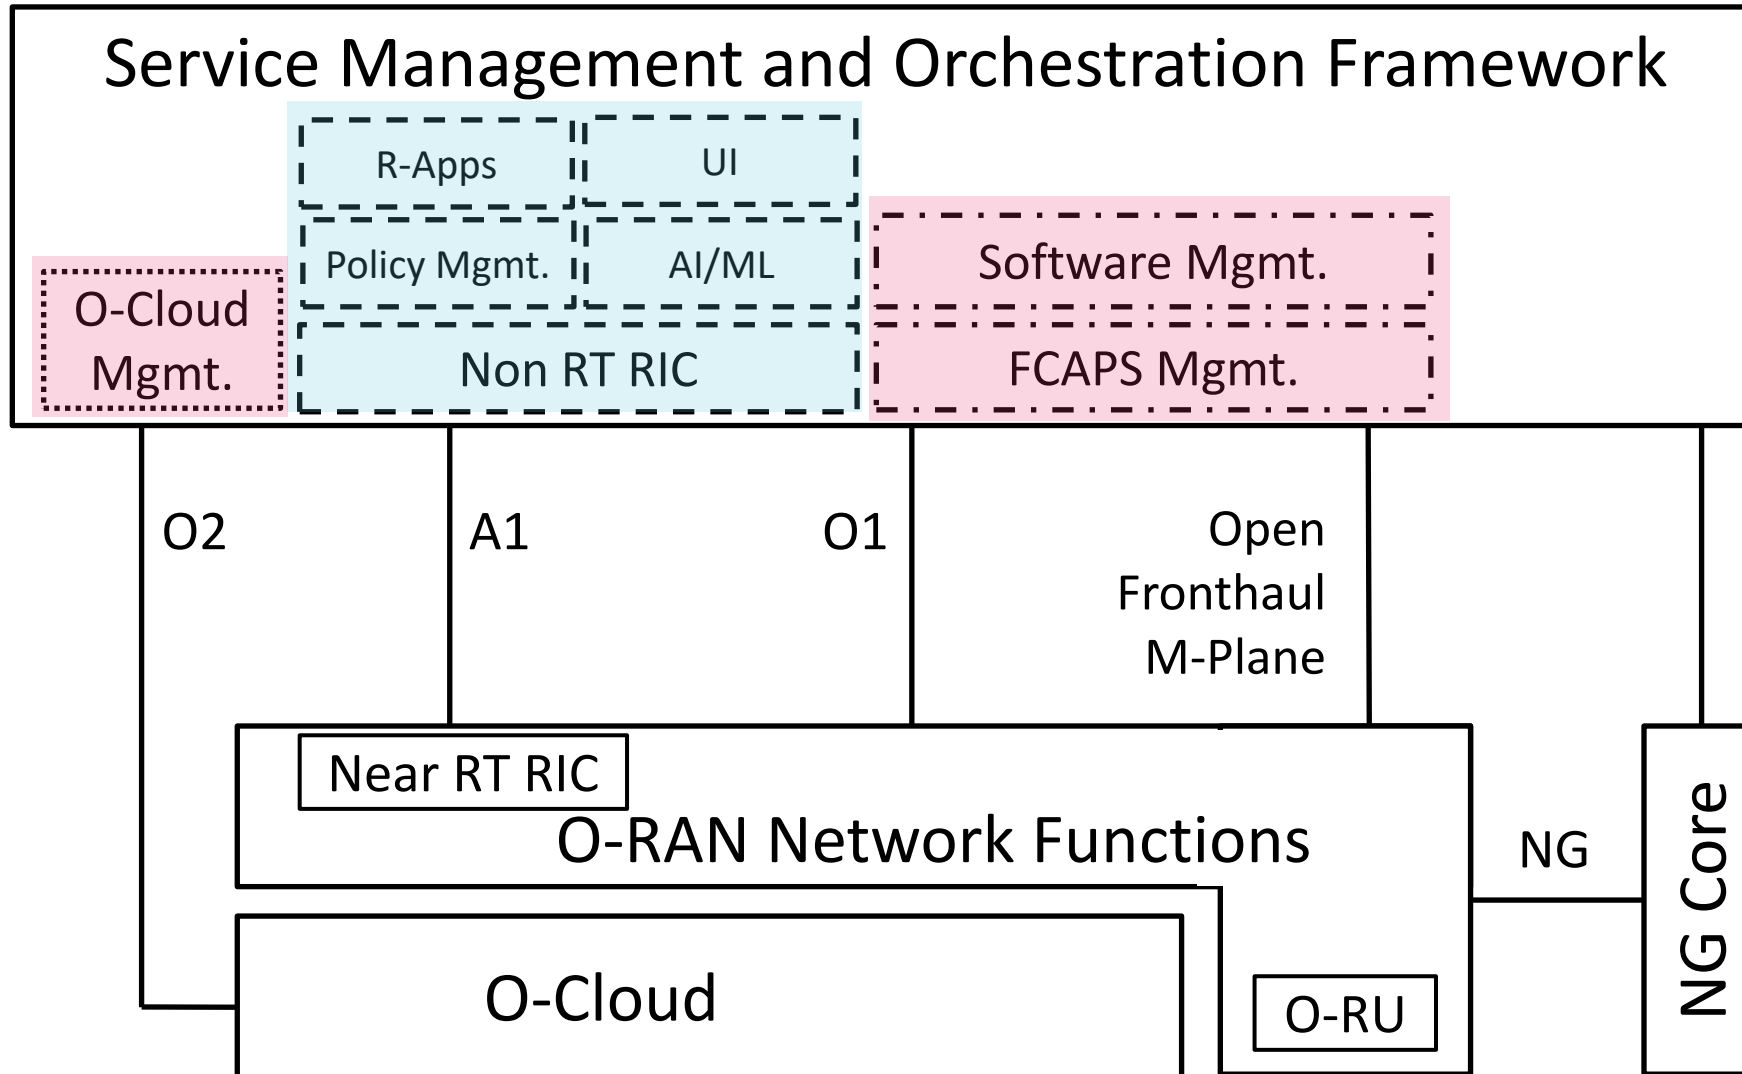 Service Management and Orchestration Framework
R-Apps
UI
Policy Mgmt.
AI/ML
Software Mgmt.
O-Cloud
Mgmt.
Non RT RIC
FCAPS Mgmt.
O2
A1
O1
Open
Fronthaul
M-Plane
Near RT RIC
O-RAN Network Functions
NG
NG Core
O-Cloud
O-RU